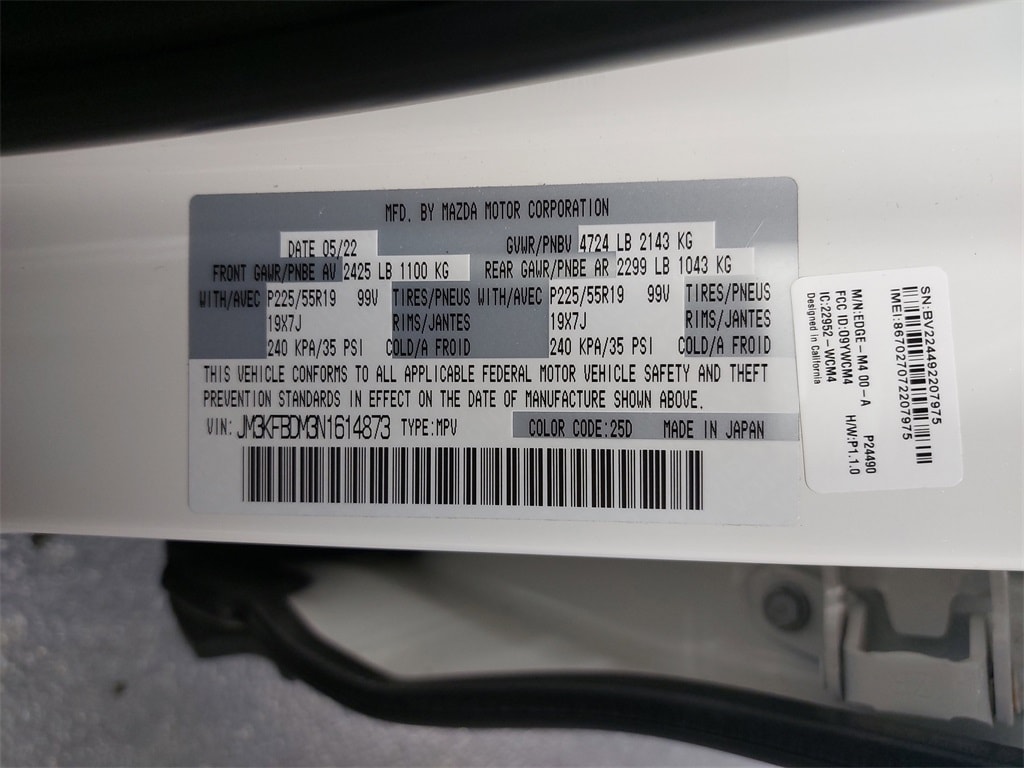 MFD. BY MAZDA MOTOR CORPORATION
DATE 05/22 GVWR/PNBV 4724 LB 2143 KG
FRONT GAWR/PNBE AV 2425 LB 1100 KG REAR GAWR/PNBE AR 2299 LB 1043 KG
WITH/AVEC P225/55R19 99V TIRES/PNEUS WITH/AVEC P225/55R19 99V TIRES/PNEUS
19X7J RIMS/JANTES 19X7J RIMS/JANTES
240 KPA/35 PSI COLD/A FROID 240 KPA/35 PSI COLD/A FROID
THIS VEHICLE CONFORMS TO ALL APPLICABLE FEDERAL MOTOR VEHICLE SAFETY AND THEFT
PREVENTION STANDARDS IN EFFECT ON THE DATE OF MANUFACTURE SHOWN ABOVE.
VIN: JM3KFBDM3N1614873 TYPE:MPV COLOR CODE:25D MADE IN JAPAN
SN:BV224492207975
IMEI:867027072207975
P24490
M/N:EDGE-M4 00-A H/W:P1.1.0
FCC ID:09YWCM4
IC:22952-WCM4
Designed in California